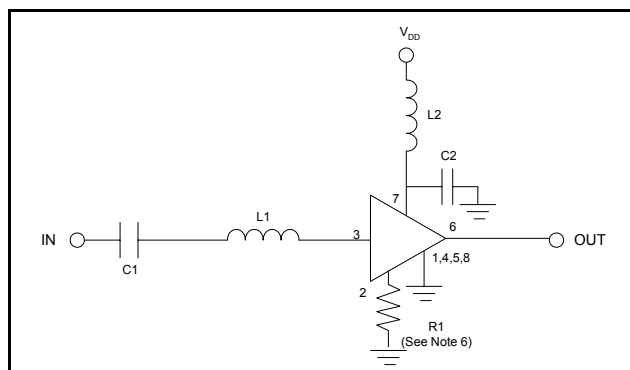 V_DD
L2
C2
7
L1
IN
3
6
OUT
C1
1,4,5,8
2
R1
(See Note 6)